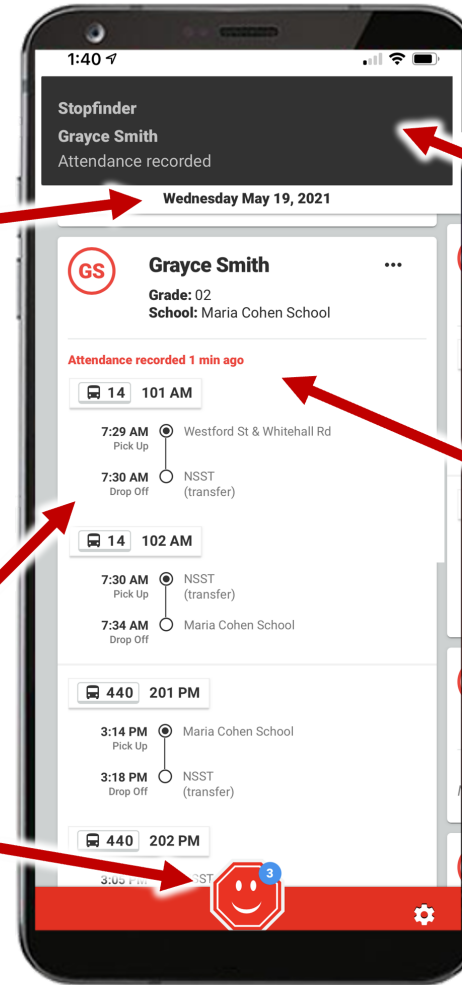 1:40
Stopfinder
Grayce Smith
Attendance recorded
Wednesday May 19, 2021
GS
Grayce Smith
Grade: 02
School: Maria Cohen School
Attendance recorded 1 min ago
14 101 AM
7:29 AM Westford St & Whitehall Rd
Pick Up
7:30 AM NSST
Drop Off (transfer)
14 102 AM
7:30 AM NSST
Pick Up (transfer)
7:34 AM Maria Cohen School
Drop Off
440 201 PM
3:14 PM Maria Cohen School
Pick Up
3:18 PM NSST
Drop Off (transfer)
440 202 PM
3:05
3